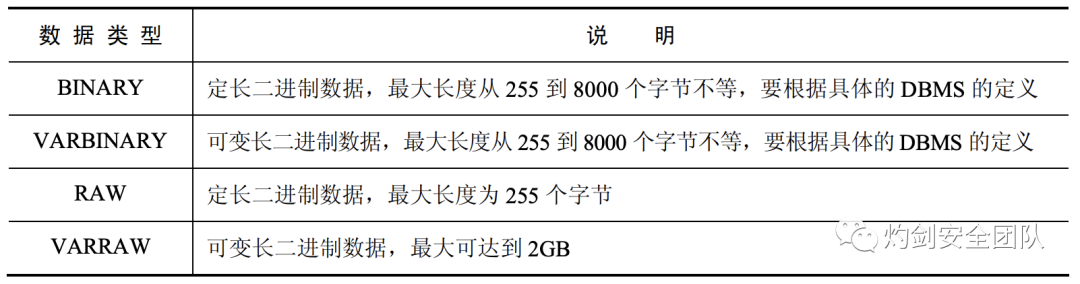 数据类型 说明
BINARY 定长二进制数据，最大长度从 255 到 8000 个字节不等，要根据具体的 DBMS 的定义
VARBINARY 可变长二进制数据，最大长度从 255 到 8000 个字节不等，要根据具体的 DBMS 的定义
RAW 定长二进制数据，最大长度为 255 个字节
VARRAW 可变长二进制数据，最大可达到 2GB
灼剑安全团队